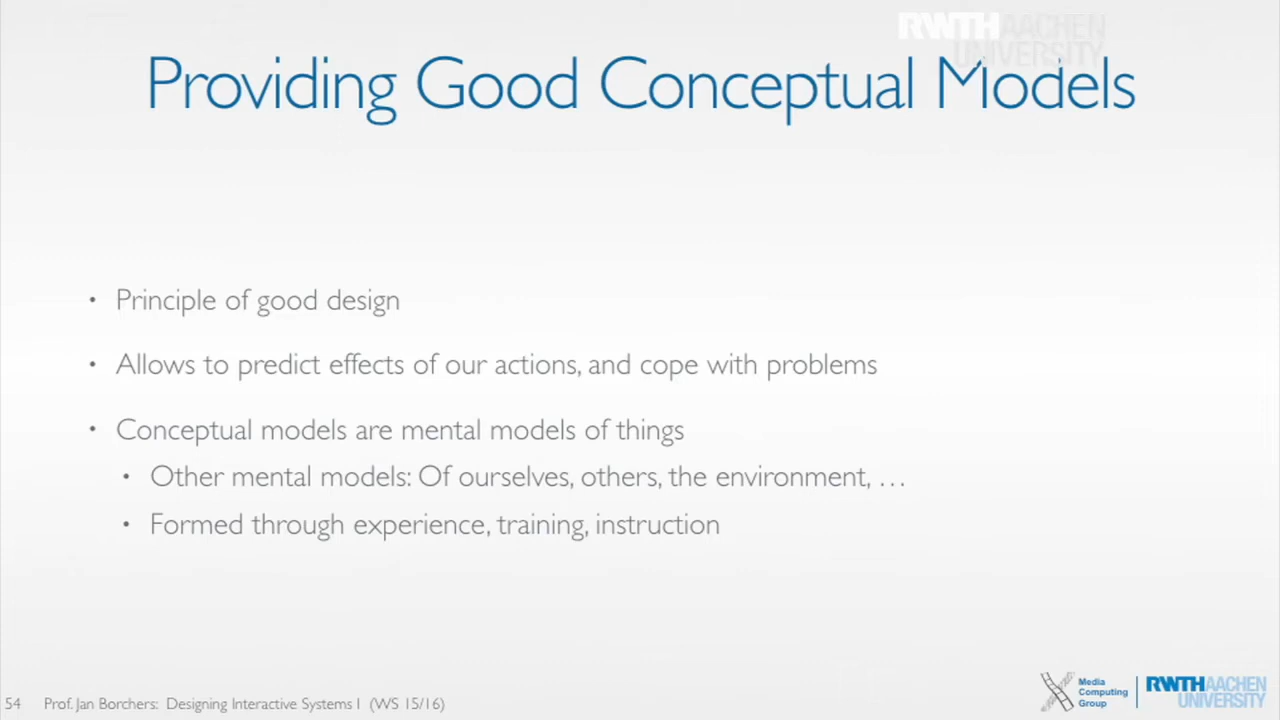 RWTH AACHEN
UNIVERSITY
Providing Good Conceptual Models
• Principle of good design
• Allows to predict effects of our actions, and cope with problems
• Conceptual models are mental models of things
• Other mental models: Of ourselves, others, the environment, …
• Formed through experience, training, instruction
54 Prof. Jan Borchers: Designing Interactive Systems I (WS 15/16)
Media
Computing
Group
RWTH AACHEN
UNIVERSITY